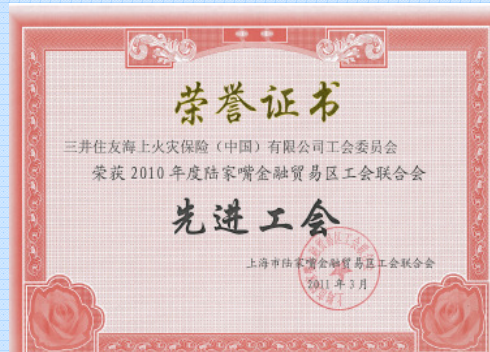 荣誉证书
三井住友海上火灾保险（中国）有限公司工会委员会
荣获2010年度陆家嘴金融贸易区工会联合会
先进工会
上海市陆家嘴金融贸易区工会联合会
2011年3月